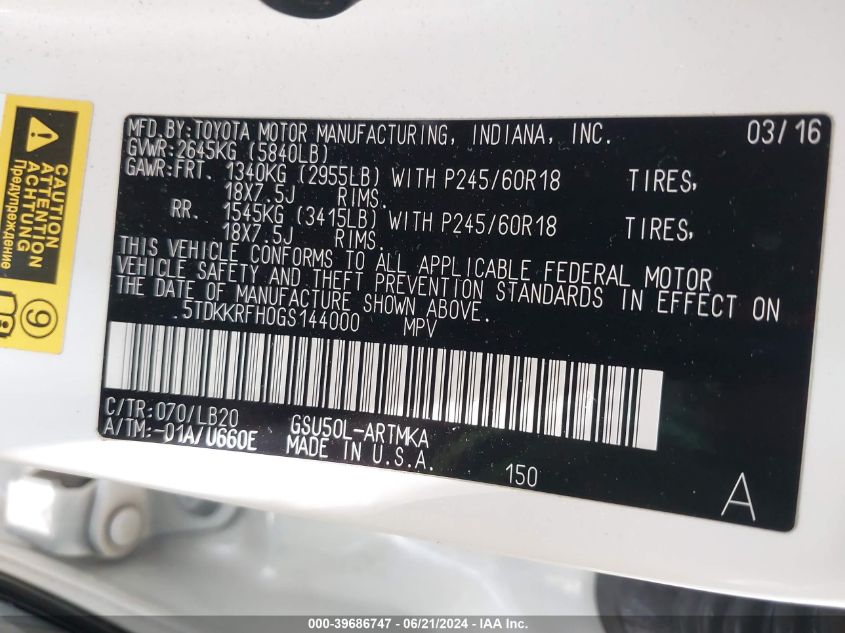 CAUTION
ATTENTION
ACHTUNG
Предупреждение
9
MFD.BY:TOYOTA MOTOR MANUFACTURING, INDIANA, INC. 03/16
GVWR:2645KG (5840LB)
GAWR:FRT. 1340KG (2955LB) WITH P245/60R18 TIRES,
18X7.5J RIMS.
RR. 1545KG (3415LB) WITH P245/60R18 TIRES,
18X7.5J RIMS.
THIS VEHICLE CONFORMS TO ALL APPLICABLE FEDERAL MOTOR
VEHICLE SAFETY AND THEFT PREVENTION STANDARDS IN EFFECT ON
THE DATE OF MANUFACTURE SHOWN ABOVE.
5TDKKRFH0GS144000 MPV
C/TR:070/LB20 GSU50L-ARTMKA
A/TM:-01A/U660E MADE IN U.S.A.
150
A
000-39686747 - 06/21/2024 - IAA Inc.